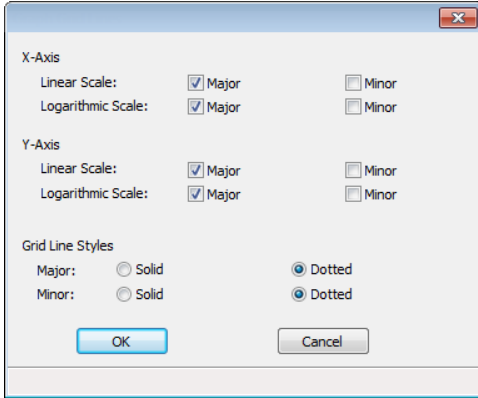 X-Axis
Linear Scale: Major Minor
Logarithmic Scale: Major Minor
Y-Axis
Linear Scale: Major Minor
Logarithmic Scale: Major Minor
Grid Line Styles
Major: Solid Dotted
Minor: Solid Dotted
OK Cancel